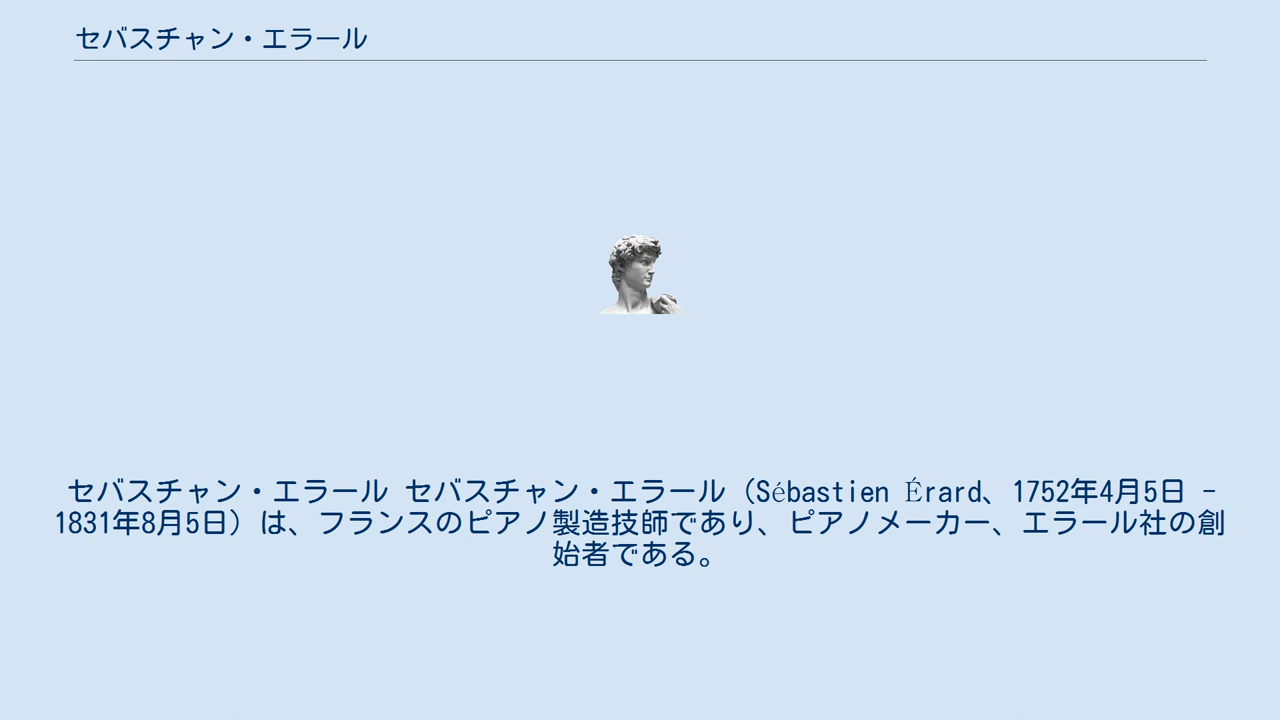 セバスチャン・エラール
セバスチャン・エラール セバスチャン・エラール（Sébastien Érard、1752年4月5日 -
1831年8月5日）は、フランスのピアノ製造技師であり、ピアノメーカー、エラール社の創
始者である。